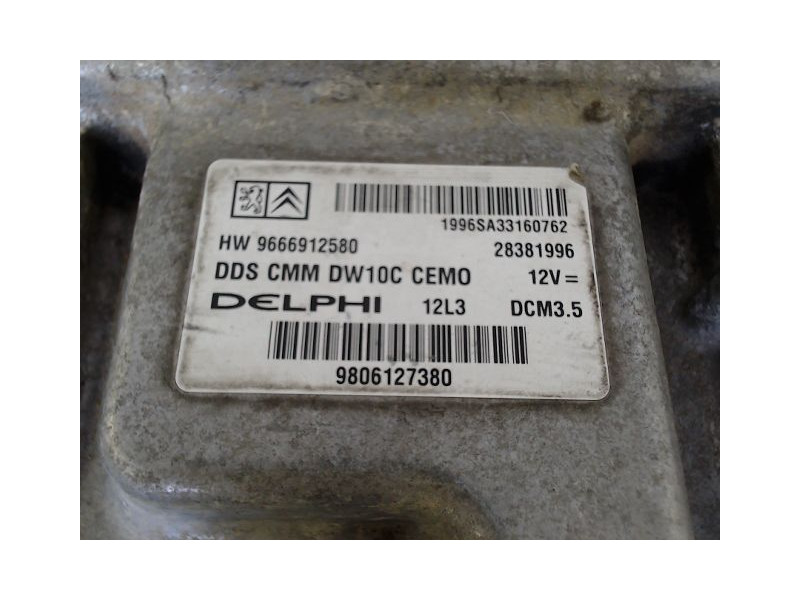 1996SA33160762
HW 9666912580 28381996
DDS CMM DW10C CEMO 12V=
DELPHI 12L3 DCM3.5
9806127380